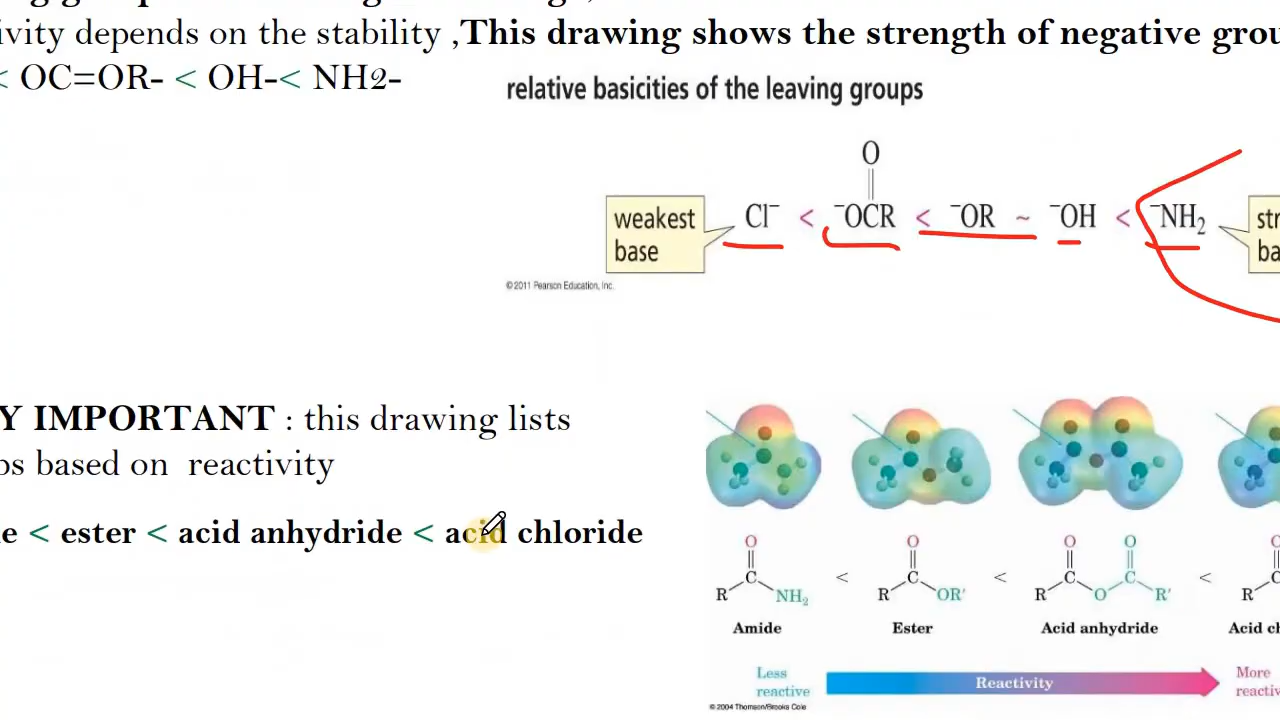 depends on the stability ,This drawing shows the strength of negative
< OC=OR- < OH-< NH2-
relative basicities of the leaving groups
O
weakest
base
Cl⁻ < ⁻OCR < ⁻OR ~ ⁻OH < ⁻NH₂
© 2011 Pearson Education, Inc.
IMPORTANT : this drawing lists
based on reactivity
< ester < acid anhydride < acid chloride
O O O O O
C < C < C C < C
R NH₂ R OR' R O R' R
Amide Ester Acid anhydride Acid
Less
reactive
Reactivity
More
© 2004 Thomson/Brooks Cole